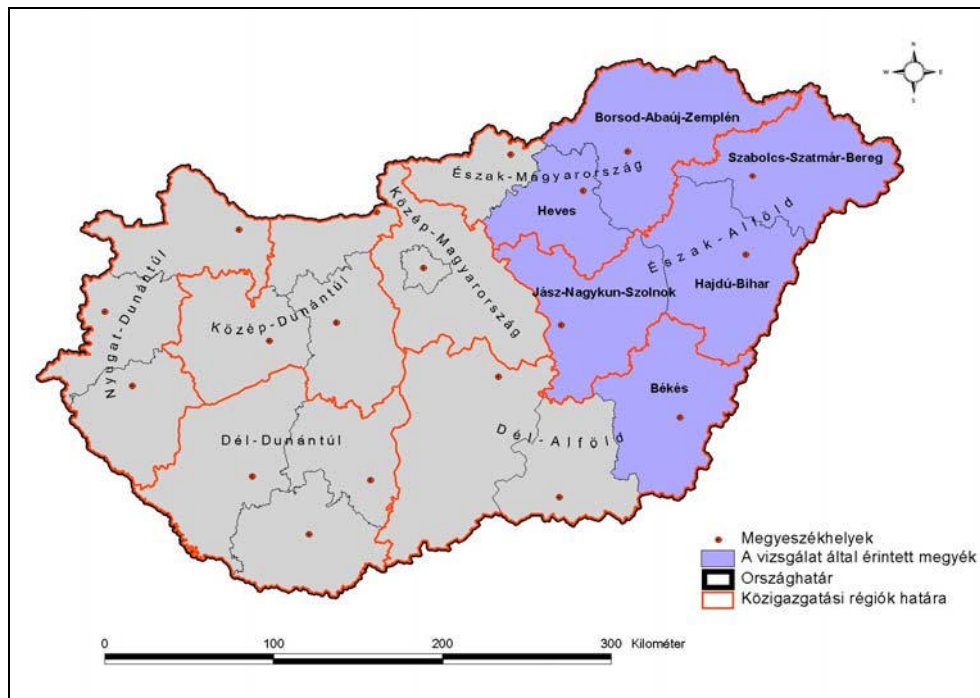 N
W E
S
Borsod-Abaúj-Zemplén
Szabolcs-Szatmár-Bereg
Észak-Magyarország
Heves
Közép-Magyarország
Észak-Alföld
Hajdú-Bihar
Jász-Nagykun-Szolnok
Nyugat-Dunántúl
Közép-Dunántúl
Békés
Dél-Dunántúl
Dél-Alföld
Megyeszékhelyek
A vizsgálat által érintett megyék
Országhatár
Közigazgatási régiók határa
0 100 200 300 Kilométer